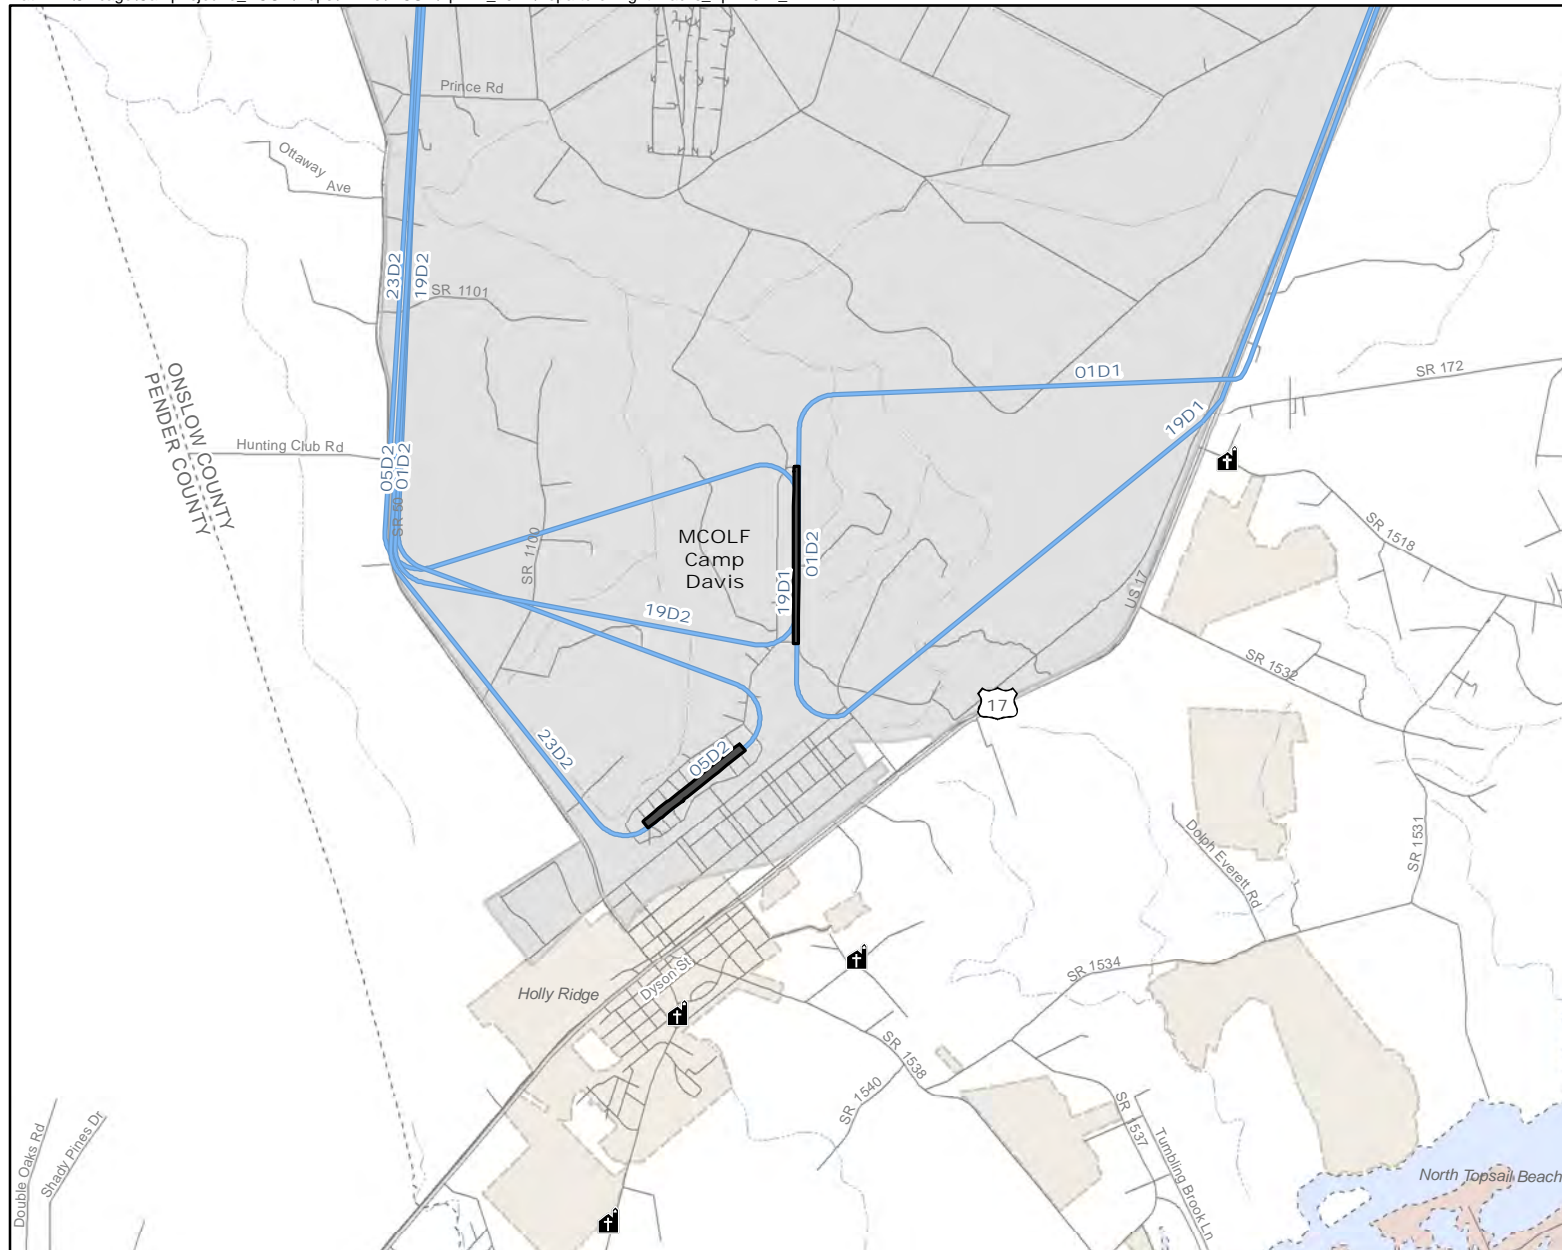 Prince Rd
Ottaway
Ave
23D2
19D2
SR 1101
ONSLOW COUNTY
PENDER COUNTY
Hunting Club Rd
05D2
01D2
SR 50
SR 1100
01D1
19D1
SR 172
MCOLF
Camp
Davis
19D1
01D2
19D2
SR 1518
US 17
SR 1532
17
23D2
05D2
Dolph Everett Rd
SR 1531
SR 1534
Holly Ridge
Dyson St
SR 1538
SR 1540
SR 1537
Tumbling Brook Ln
Double Oaks Rd
Shady Pines Dr
North Topsail Beach